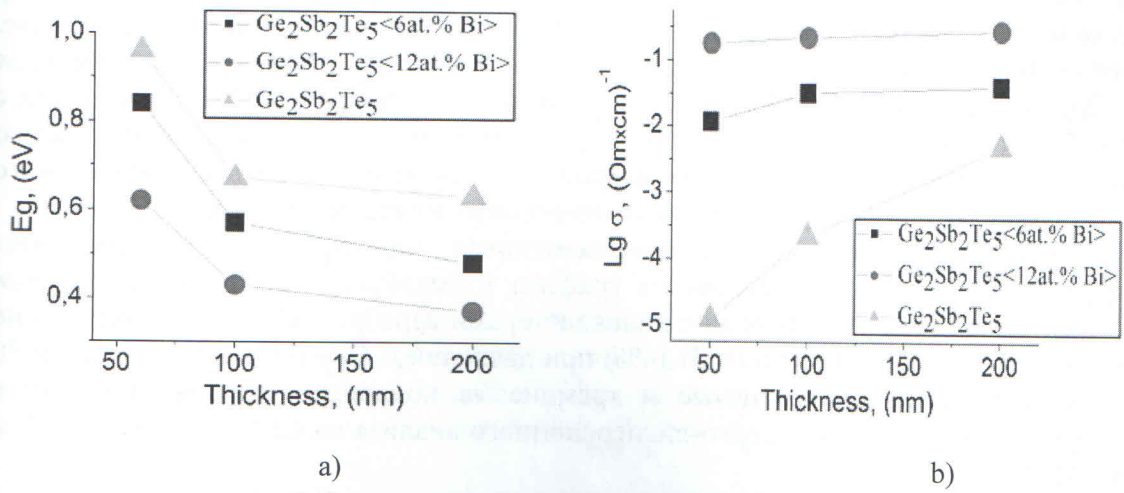 Ge2Sb2Te5<6at.% Bi>
Ge2Sb2Te5<12at.% Bi>
Ge2Sb2Te5
1,0
0,8
0,6
0,4
Eg, (eV)
50
100
150
200
Thickness, (nm)
a)
-1
-2
-3
-4
-5
Lg σ, (Omxcm)-1
Ge2Sb2Te5<6at.% Bi>
Ge2Sb2Te5<12at.% Bi>
Ge2Sb2Te5
50
100
150
200
Thickness, (nm)
b)